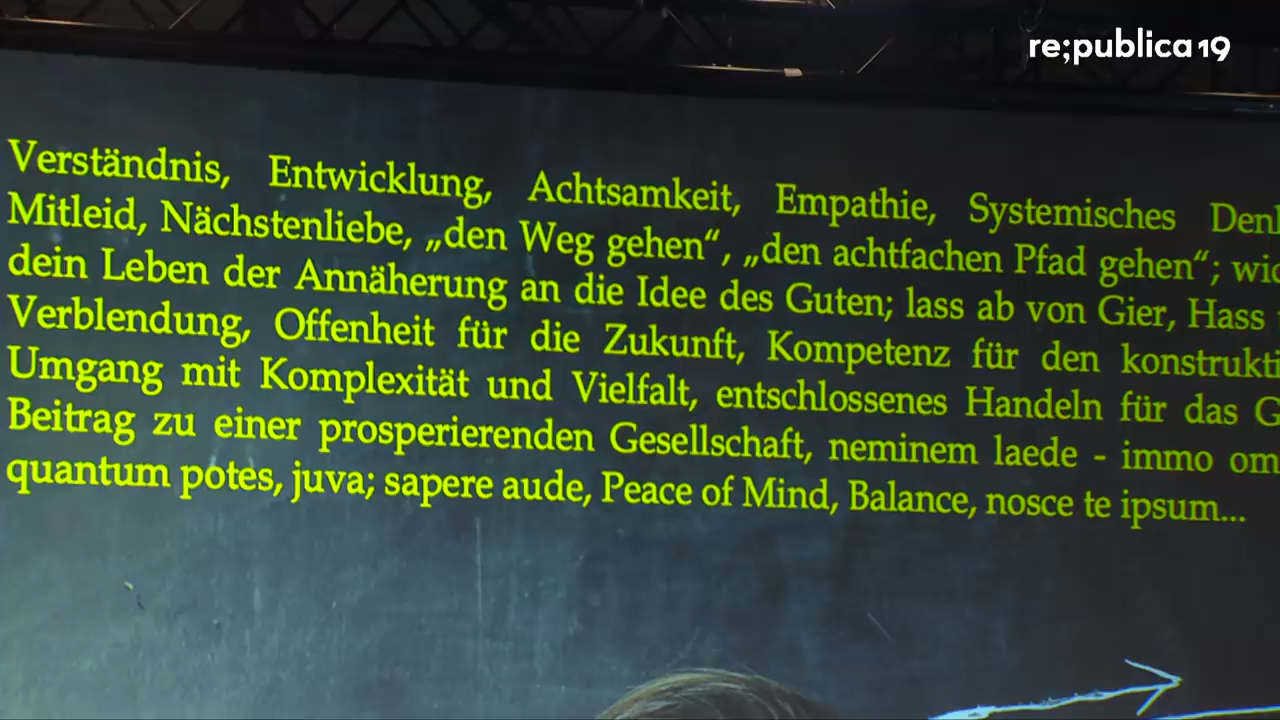 re;publica 19
Verständnis, Entwicklung, Achtsamkeit, Empathie, Systemisches
Mitleid, Nächstenliebe, „den Weg gehen“, „den achtfachen Pfad gehen“;
dein Leben der Annäherung an die Idee des Guten; lass ab von Gier, Hass
Verblendung, Offenheit für die Zukunft, Kompetenz für den
Umgang mit Komplexität und Vielfalt, entschlossenes Handeln für das
Beitrag zu einer prosperierenden Gesellschaft, neminem laede - immo
quantum potes, juva; sapere aude, Peace of Mind, Balance, nosce te ipsum...